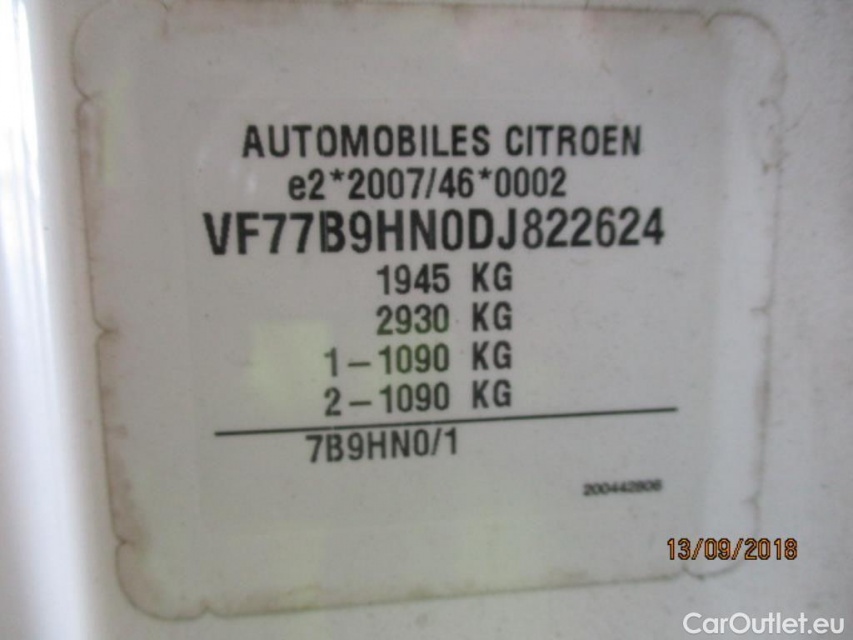 AUTOMOBILES CITROEN
e2*2007/46*0002
VF77B9HN0DJ822624
1945 KG
2930 KG
1-1090 KG
2-1090 KG
7B9HN0/1
200442806
13/09/2018
CarOutlet.eu